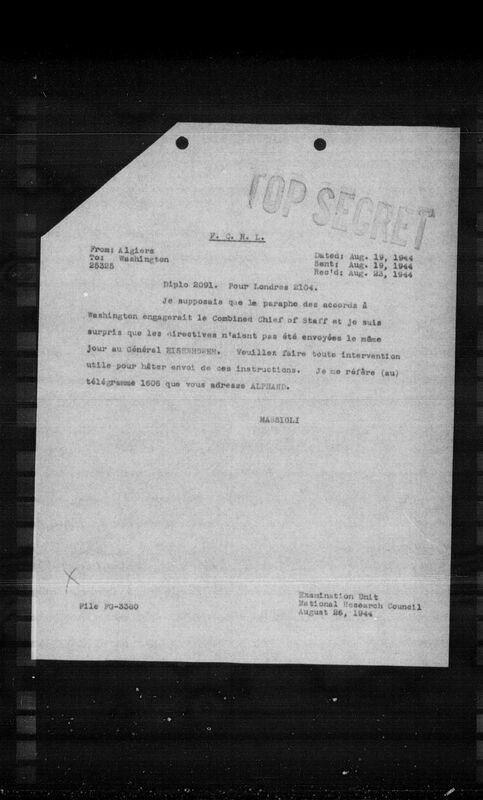 TOP SECRET
F. C. N. L.
From: Algiers
To: Washington
25325
Dated: Aug. 19, 1944
Sent: Aug. 19, 1944
Rec'd: Aug. 23, 1944
Diplo 2091. Pour Londres 2104.
Je supposais que le paraphe des accords à
Washington engagerait le Combined Chief of Staff et je suis
surpris que les directives n'aient pas été envoyées le même
jour au Général EISENHOWER. Veuillez faire toute intervention
utile pour hâter envoi de ces instructions. Je me réfère (au)
télégramme 1606 que vous adresse ALPHAND.
MASSIGLI
X
File FG-3380
Examination Unit
National Research Council
August 26, 1944